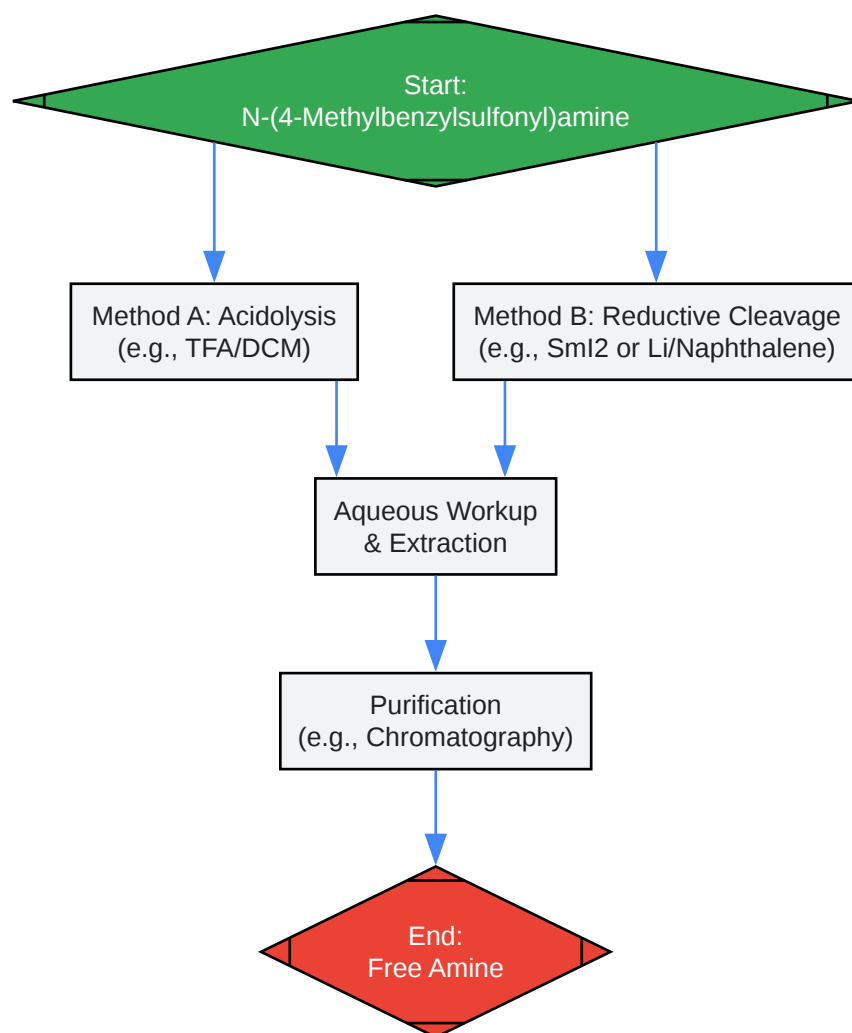 Start:
N-(4-Methylbenzylsulfonyl)amine
Method A: Acidolysis
(e.g., TFA/DCM)
Method B: Reductive Cleavage
(e.g., SmI2 or Li/Naphthalene)
Aqueous Workup
& Extraction
Purification
(e.g., Chromatography)
End:
Free Amine